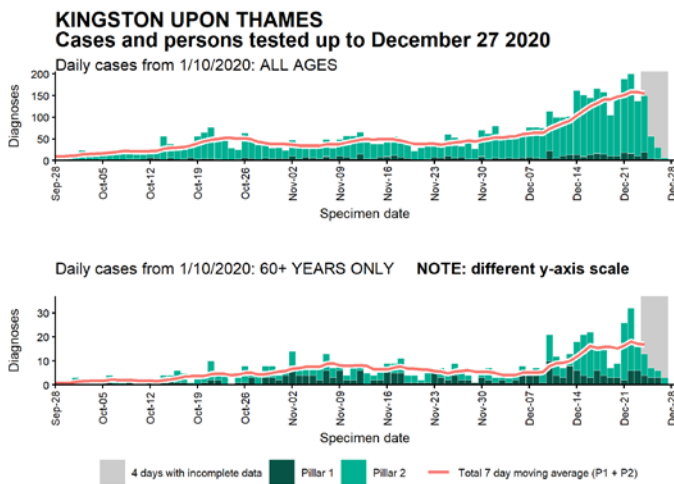 KINGSTON UPON THAMES
Cases and persons tested up to December 27 2020
Daily cases from 1/10/2020: ALL AGES
Diagnoses
200
150
100
50
0
Sep-28
Oct-05
Oct-12
Oct-19
Oct-26
Nov-02
Nov-09
Nov-16
Nov-23
Nov-30
Dec-07
Dec-14
Dec-21
Dec-28
Specimen date
Daily cases from 1/10/2020: 60+ YEARS ONLY NOTE: different y-axis scale
Diagnoses
30
20
10
0
Sep-28
Oct-05
Oct-12
Oct-19
Oct-26
Nov-02
Nov-09
Nov-16
Nov-23
Nov-30
Dec-07
Dec-14
Dec-21
Dec-28
Specimen date
4 days with incomplete data Pillar 1 Pillar 2 Total 7 day moving average (P1 + P2)